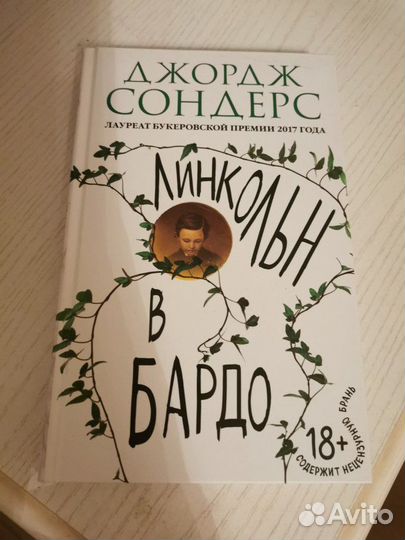 ДЖОРДЖ
СОНДЕРС
ЛАУРЕАТ БУКЕРОВСКОЙ ПРЕМИИ 2017 ГОДА
ЛИНКОЛЬН
В
БАРДО
18+
СОДЕРЖИТ НЕЦЕНЗУРНУЮ БРАНЬ
Avito